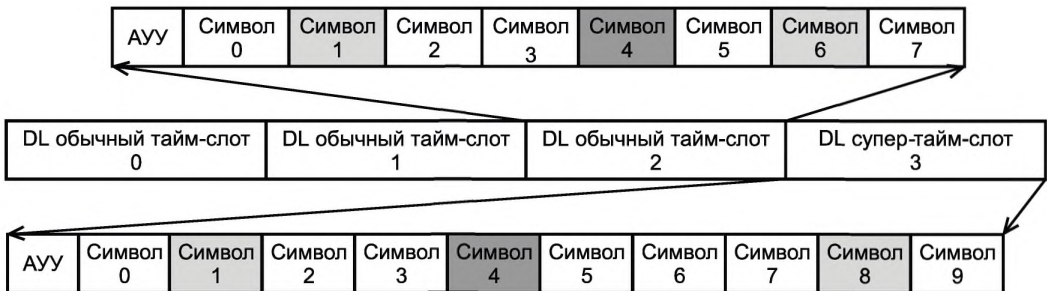 АУУ Символ 0 Символ 1 Символ 2 Символ 3 Символ 4 Символ 5 Символ 6 Символ 7
DL обычный тайм-слот 0 DL обычный тайм-слот 1 DL обычный тайм-слот 2 DL супер-тайм-слот 3
АУУ Символ 0 Символ 1 Символ 2 Символ 3 Символ 4 Символ 5 Символ 6 Символ 7 Символ 8 Символ 9